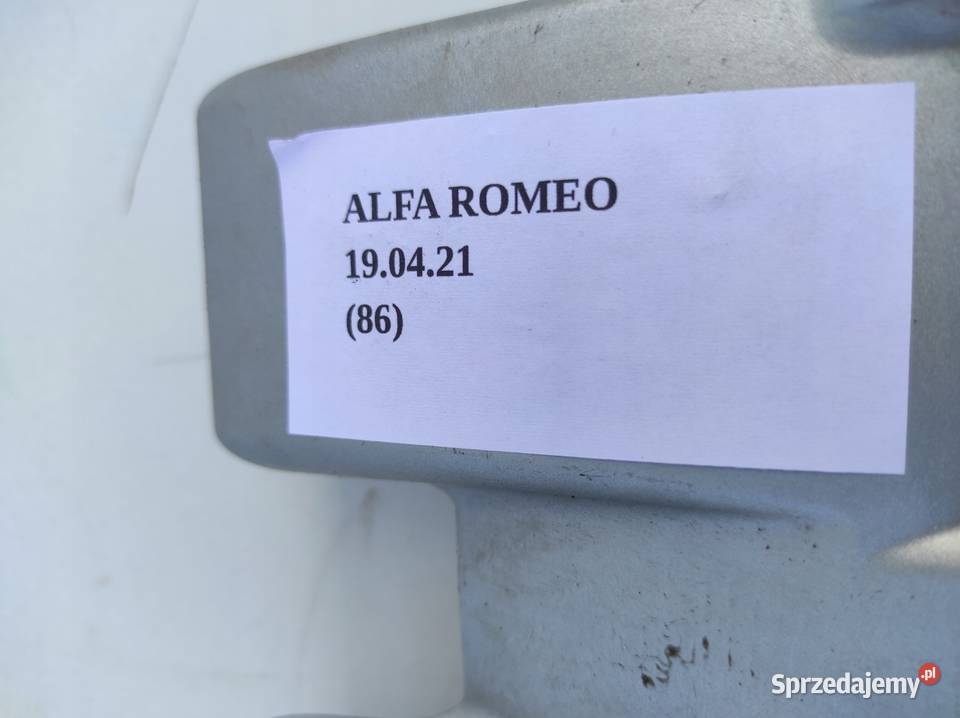 ALFA ROMEO
19.04.21
(86)
Sprzedajemy.pl